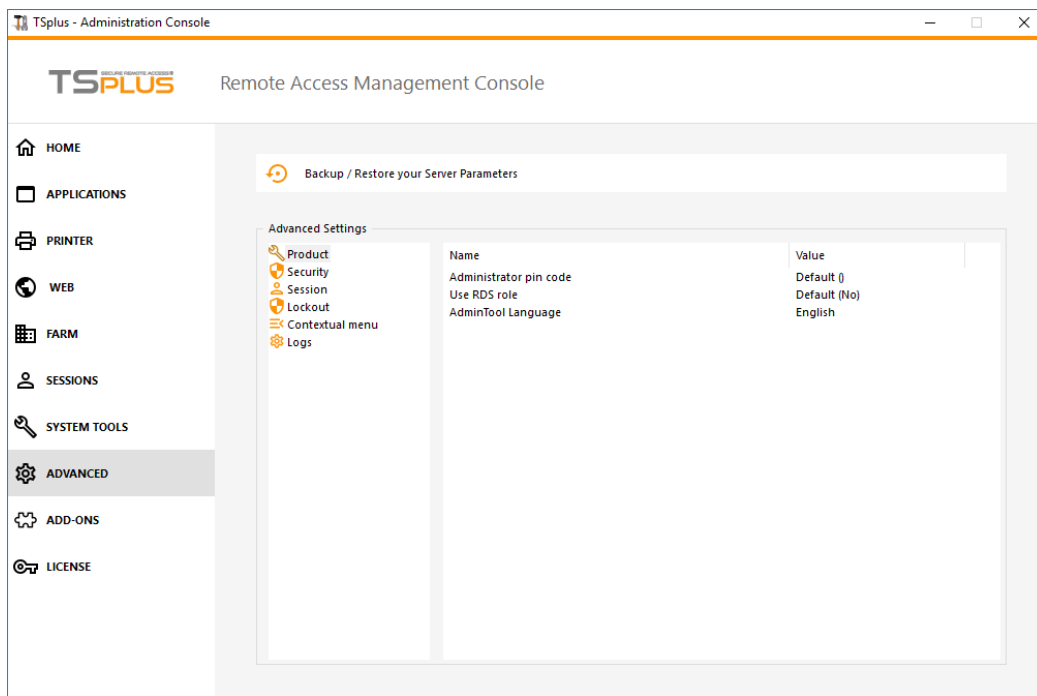 TSplus - Administration Console
TSPLUS
SECURE REMOTE ACCESS
Remote Access Management Console
HOME
APPLICATIONS
PRINTER
WEB
FARM
SESSIONS
SYSTEM TOOLS
ADVANCED
ADD-ONS
LICENSE
Backup / Restore your Server Parameters
Advanced Settings
Product
Security
Session
Lockout
Contextual menu
Logs
Name Value
Administrator pin code Default ()
Use RDS role Default (No)
AdminTool Language English